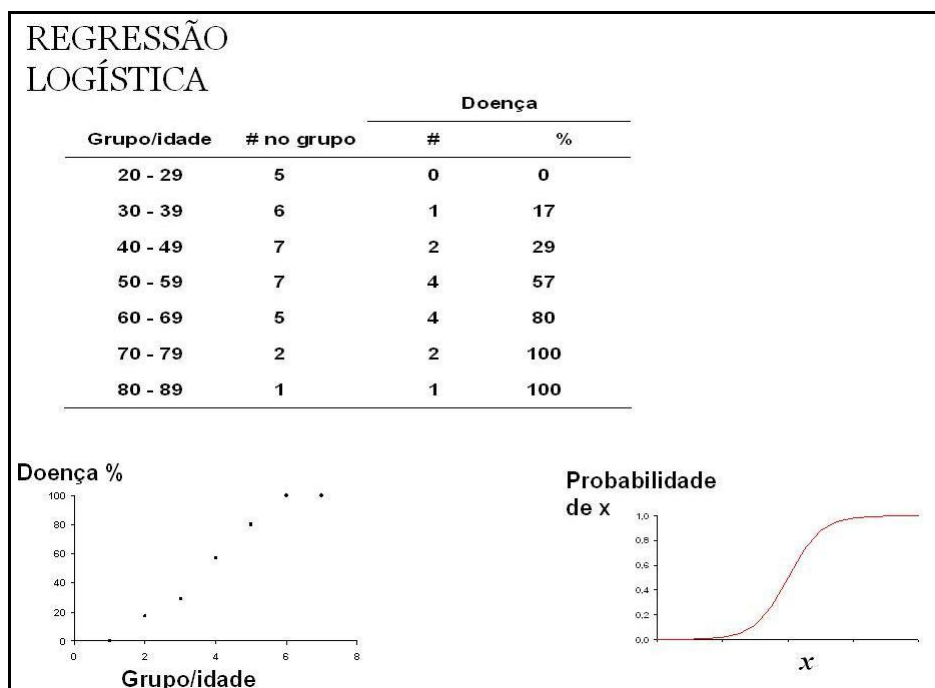 REGRESSÃO
LOGÍSTICA
Doença
Grupo/idade # no grupo # %
20 - 29 5 0 0
30 - 39 6 1 17
40 - 49 7 2 29
50 - 59 7 4 57
60 - 69 5 4 80
70 - 79 2 2 100
80 - 89 1 1 100
Doença %
100
80
60
40
20
0
0 2 4 6 8
Grupo/idade
Probabilidade
de x
1,0
0,8
0,6
0,4
0,2
0,0
x